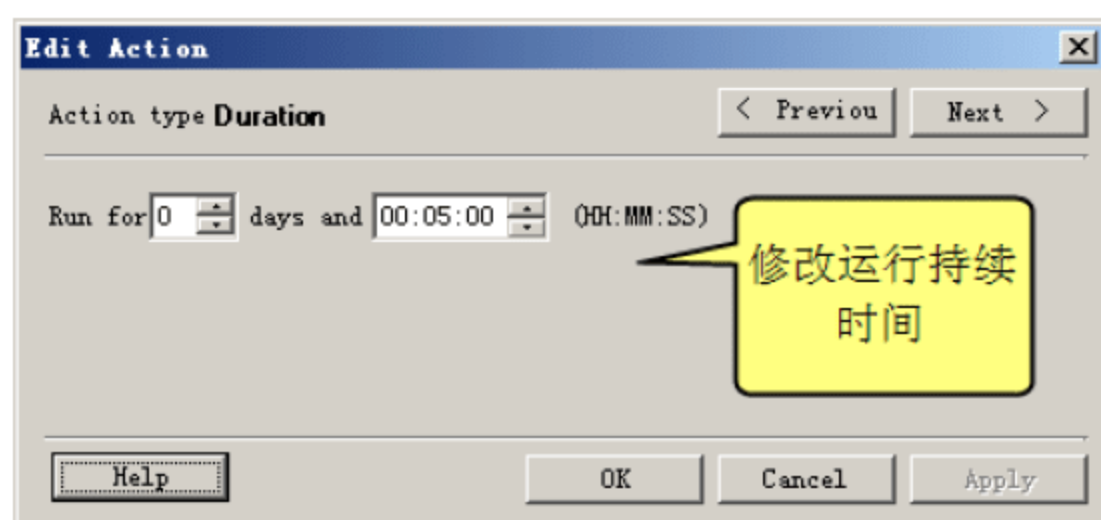 Edit Action
Action type Duration
< Previou
Next >
Run for 0 days and 00:05:00 (HH:MM:SS)
修改运行持续
时间
Help
OK
Cancel
Apply